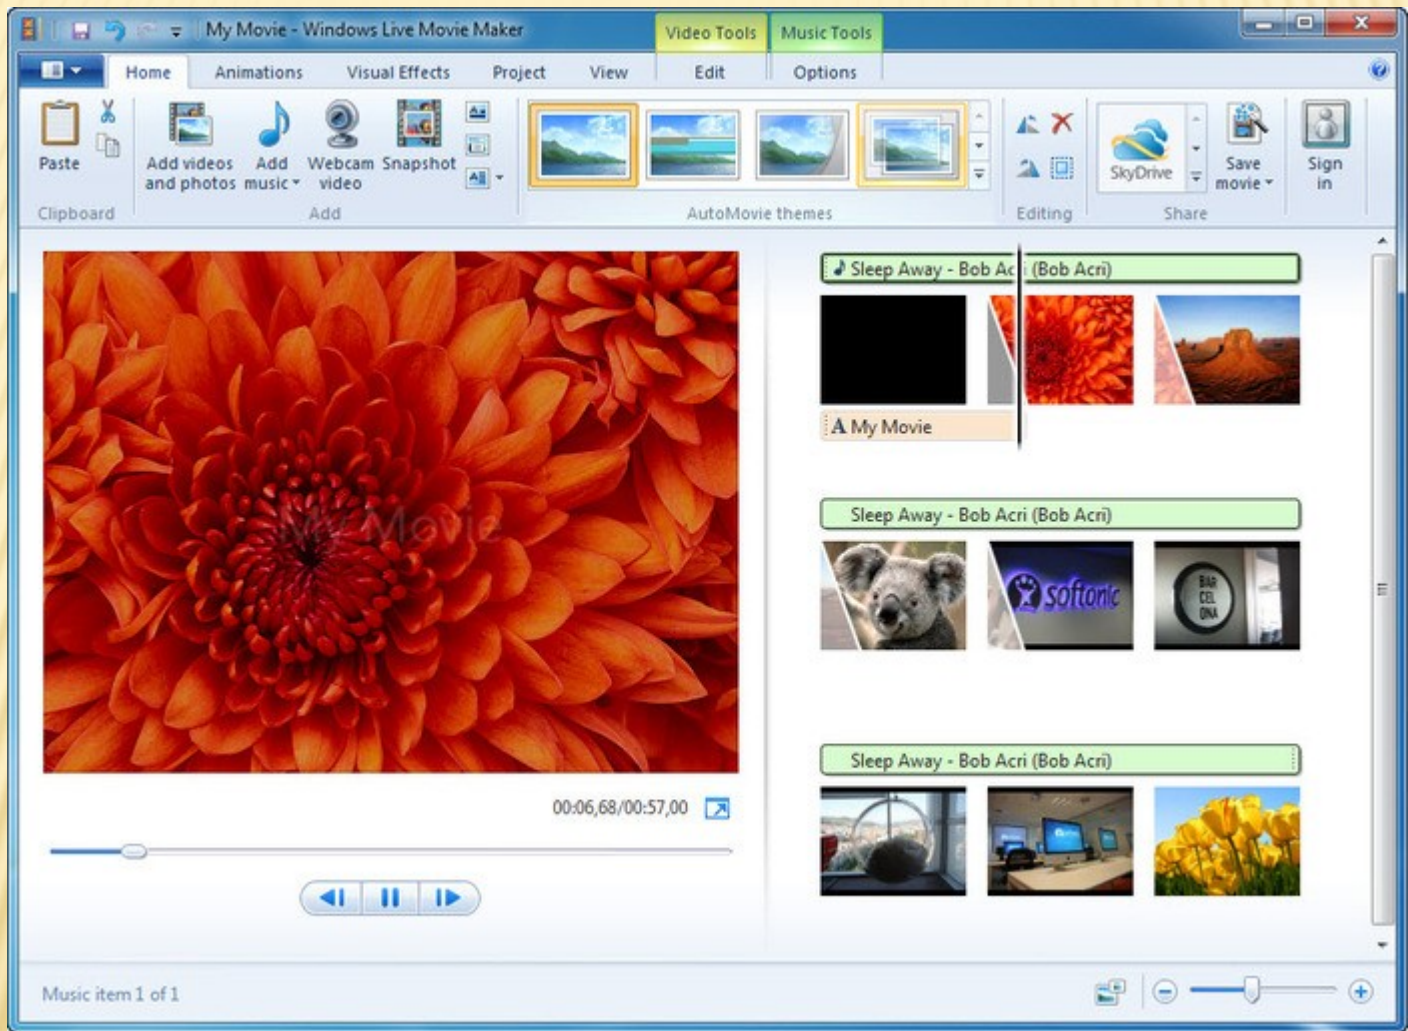 My Movie - Windows Live Movie Maker
Video Tools
Music Tools
Home
Animations
Visual Effects
Project
View
Edit
Options
Paste
Add videos
and photos
Add
music
Webcam
video
Snapshot
SkyDrive
Save
movie
Sign
in
Clipboard
Add
AutoMovie themes
Editing
Share
Sleep Away - Bob Acri (Bob Acri)
A My Movie
My Movie
Sleep Away - Bob Acri (Bob Acri)
softonic
BAR
CEL
ONA
Sleep Away - Bob Acri (Bob Acri)
00:06,68/00:57,00
Music item 1 of 1